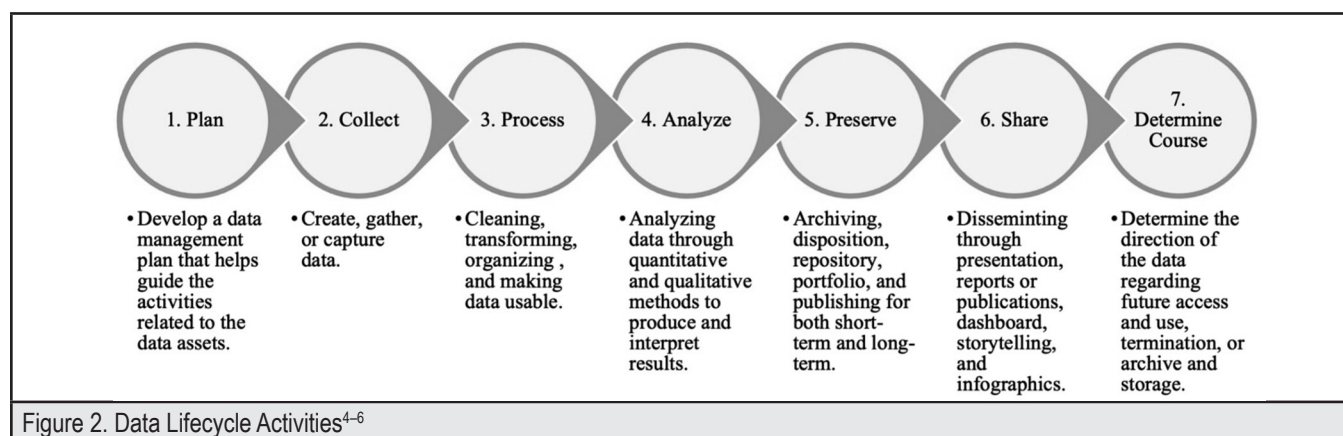 1. Plan
2. Collect
3. Process
4. Analyze
5. Preserve
6. Share
7.
Determine
Course
• Develop a data
management
plan that helps
guide the
activities
related to the
data assets.
• Create, gather,
or capture
data.
• Cleaning,
transforming,
organizing ,
and making
data usable.
• Analyzing
data through
quantitative
and qualitative
methods to
produce and
interpret
results.
• Archiving,
disposition,
repository,
portfolio, and
publishing for
both short-
term and long-
term.
• Disseminting
through
presentation,
reports or
publications,
dashboard,
storytelling,
and
infographics.
• Determine the
direction of
the data
regarding
future access
and use,
termination, or
archive and
storage.
Figure 2. Data Lifecycle Activities4–6